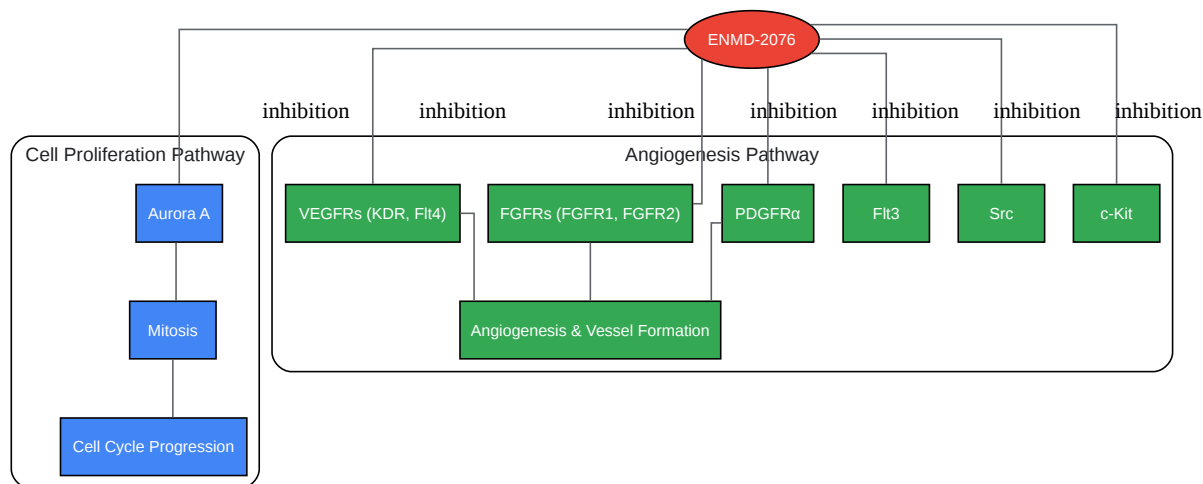 ENMD-2076
inhibition
inhibition
inhibition
inhibition
inhibition
inhibition
inhibition
Cell Proliferation Pathway
Angiogenesis Pathway
Aurora A
VEGFRs (KDR, Flt4)
FGFRs (FGFR1, FGFR2)
PDGFRα
Flt3
Src
c-Kit
Mitosis
Angiogenesis & Vessel Formation
Cell Cycle Progression